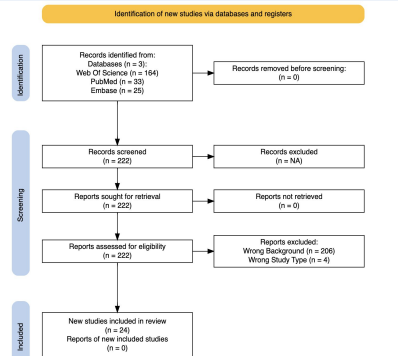 Identification of new studies via databases and registers
Identification
Records identified from:
Databases (n = 3):
Web Of Science (n = 164)
PubMed (n = 33)
Embase (n = 25)
Records removed before screening:
(n = 0)
Screening
Records screened
(n = 222)
Records excluded
(n = NA)
Reports sought for retrieval
(n = 222)
Reports not retrieved
(n = 0)
Reports assessed for eligibility
(n = 222)
Reports excluded:
Wrong Background (n = 206)
Wrong Study Type (n = 4)
Included
New studies included in review
(n = 24)
Reports of new included studies
(n = 0)